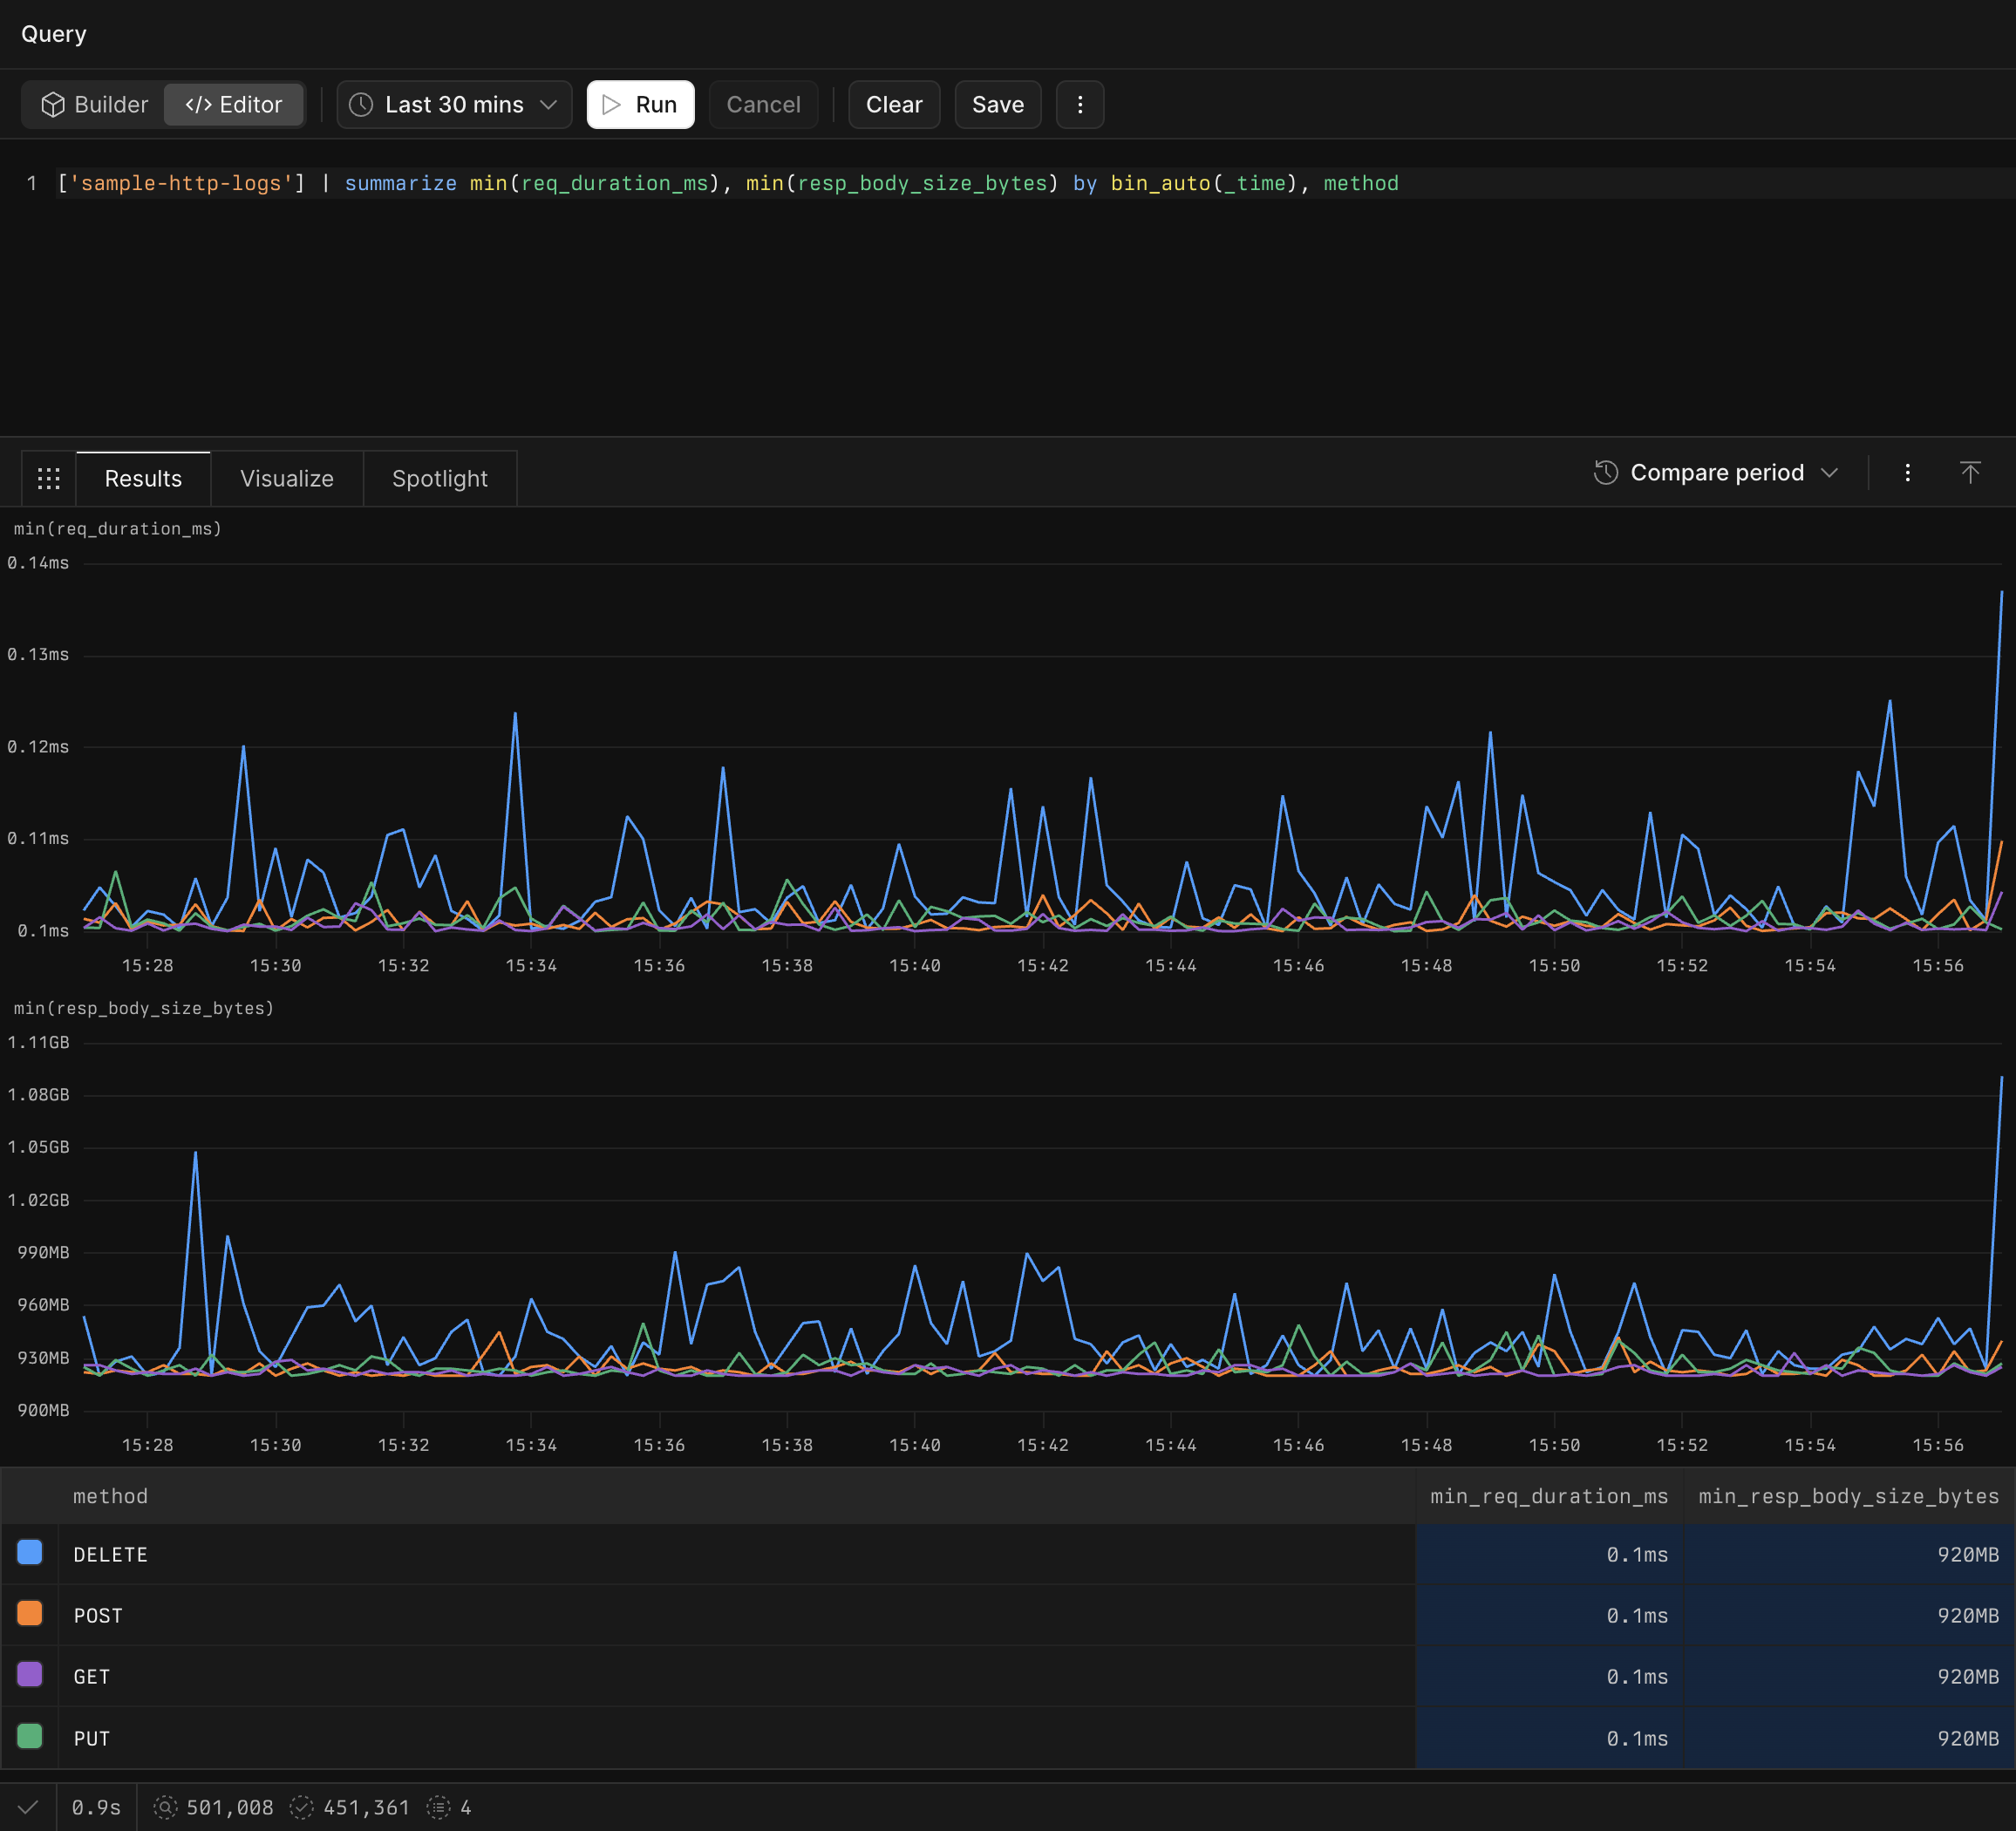 Query
Builder </> Editor Last 30 mins Run Cancel Clear Save
1 ['sample-http-logs'] | summarize min(req_duration_ms), min(resp_body_size_bytes) by bin_auto(_time), method
Results Visualize Spotlight Compare period
min(req_duration_ms)
0.14ms
0.13ms
0.12ms
0.11ms
0.1ms
15:28 15:30 15:32 15:34 15:36 15:38 15:40 15:42 15:44 15:46 15:48 15:50 15:52 15:54 15:56
min(resp_body_size_bytes)
1.11GB
1.08GB
1.05GB
1.02GB
990MB
960MB
930MB
900MB
15:28 15:30 15:32 15:34 15:36 15:38 15:40 15:42 15:44 15:46 15:48 15:50 15:52 15:54 15:56
method min_req_duration_ms min_resp_body_size_bytes
DELETE 0.1ms 920MB
POST 0.1ms 920MB
GET 0.1ms 920MB
PUT 0.1ms 920MB
0.9s 501,008 451,361 4